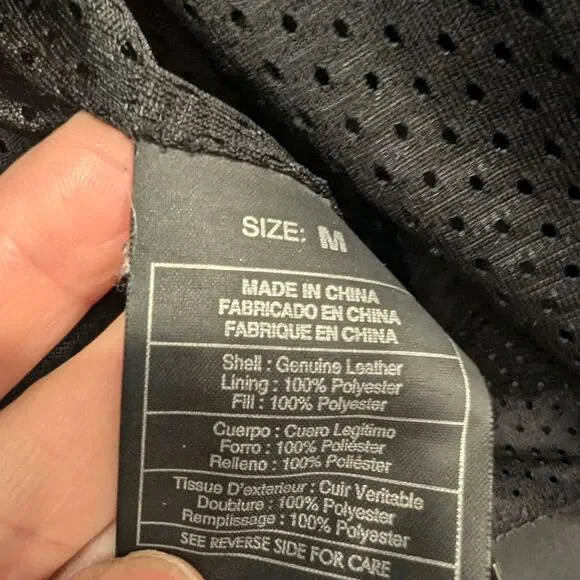 SIZE: M
MADE IN CHINA
FABRICADO EN CHINA
FABRIQUE EN CHINA
Shell : Genuine Leather
Lining : 100% Polyester
Fill : 100% Polyester
Cuerpo : Cuero Legitimo
Forro : 100% Poliéster
Relleno : 100% Poliéster
Tissue D'exterieur : Cuir Veritable
Doublure : 100% Polyester
Remplissage : 100% Polyester
SEE REVERSE SIDE FOR CARE